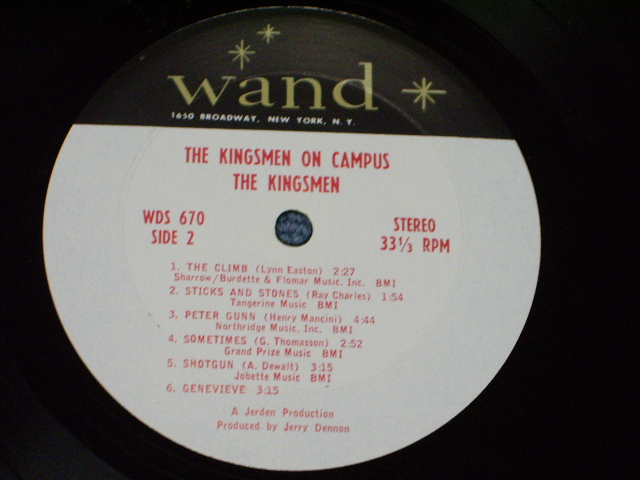 wand
1650 BROADWAY, NEW YORK, N. Y.
THE KINGSMEN ON CAMPUS
THE KINGSMEN
WDS 670
SIDE 2
STEREO
33 1/3 RPM
1. THE CLIMB (Lynn Easton) 2:27
Sharrow/Burdette & Flomar Music, Inc. BMI
2. STICKS AND STONES (Ray Charles) 1:54
Tangerine Music BMI
3. PETER GUNN (Henry Mancini) 4:44
Northridge Music, Inc. BMI
4. SOMETIMES (G. Thomasson) 2:52
Grand Prize Music BMI
5. SHOTGUN (A. Dewalt) 3:15
Jobette Music BMI
6. GENEVIEVE 3:15
A Jerden Production
Produced by Jerry Dennon